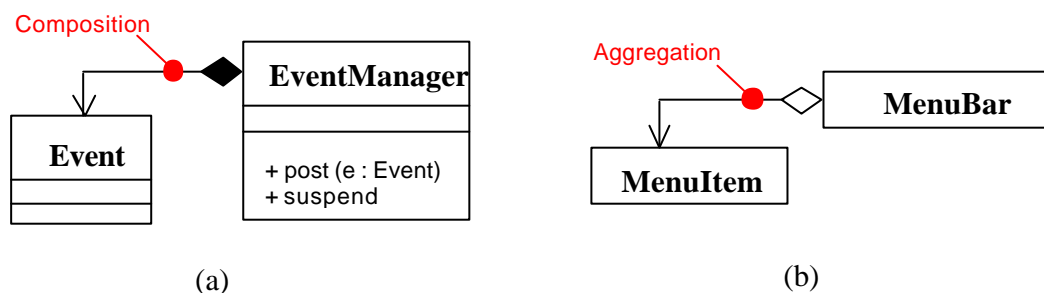 Composition
EventManager
Event
+ post (e : Event)
+ suspend
(a)
Aggregation
MenuBar
MenuItem
(b)